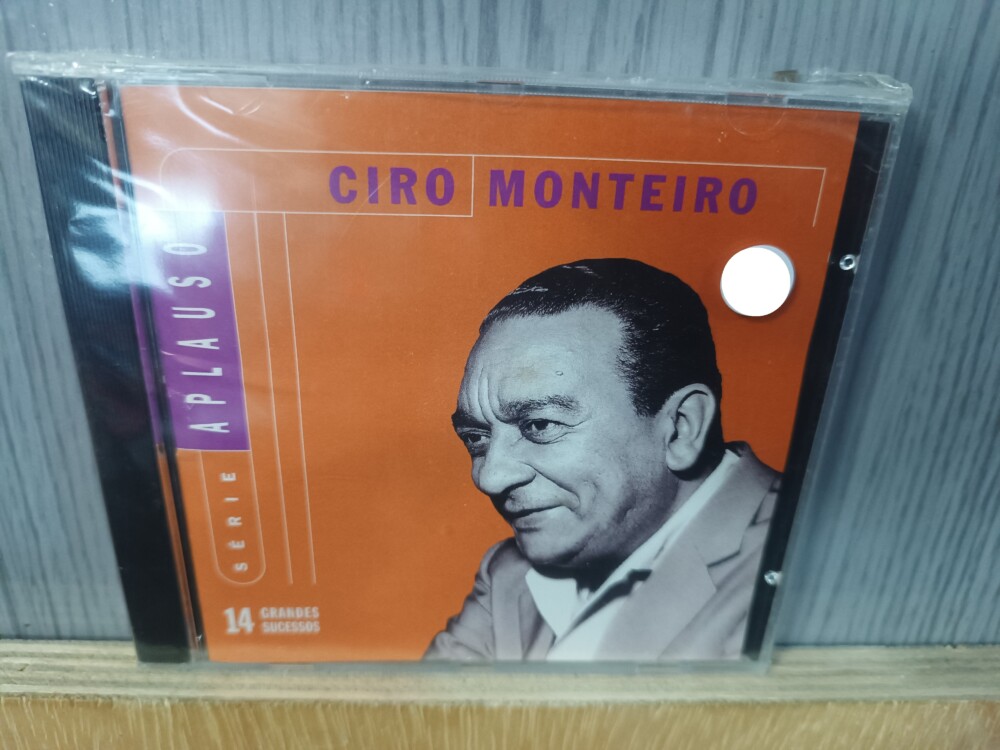 CIRO MONTEIRO
SÉRIE APLAUSO
14 GRANDES
SUCESSOS